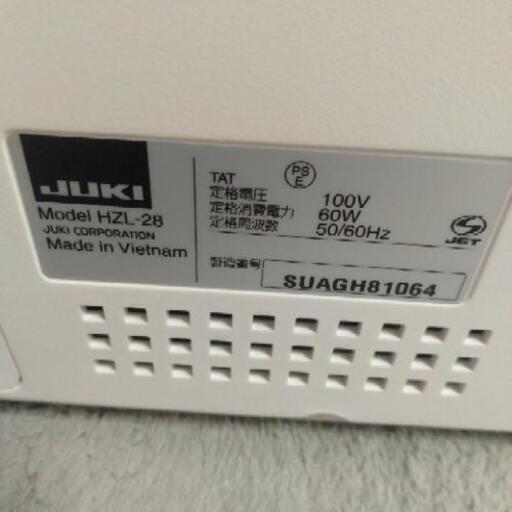 JUKI
Model HZL-28
JUKI CORPORATION
Made in Vietnam
TAT
PS
E
定格電圧 100V
定格消費電力 60W
定格周波数 50/60Hz
JET
製造番号 SUAGH81064